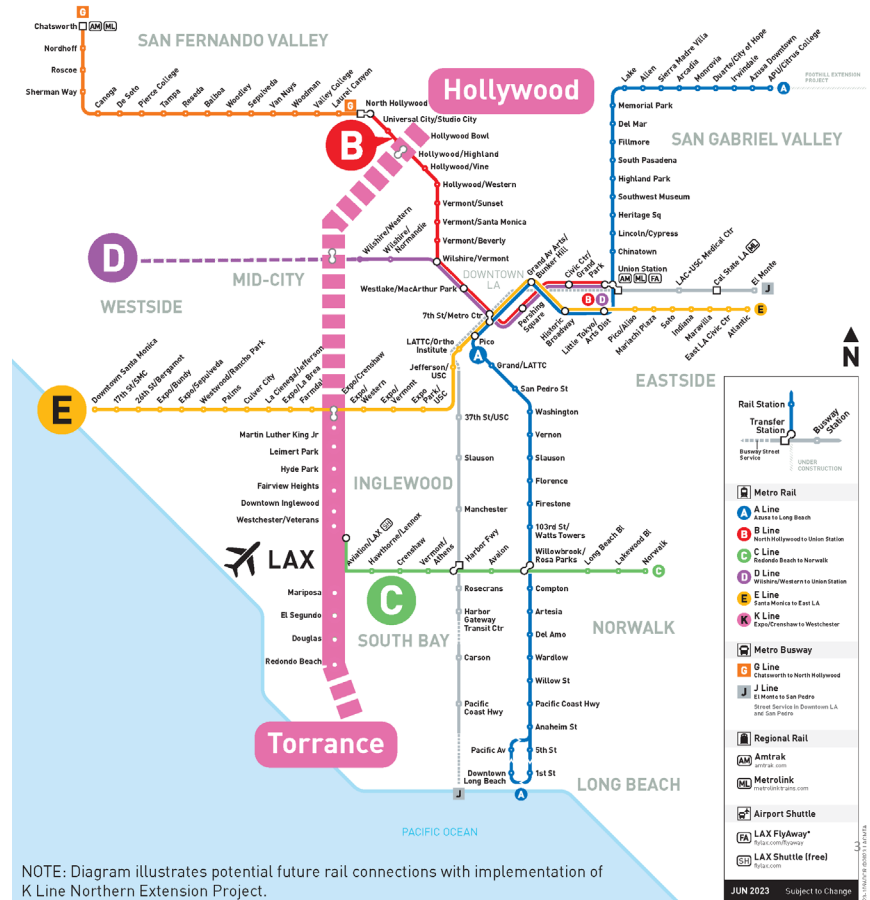 G
Chatsworth
AM
ML
Nordhoff
Roscoe
Sherman Way
SAN FERNANDO VALLEY
Canoga
De Soto
Pierce College
Tampa
Reseda
Balboa
Woodley
Sepulveda
Van Nuys
Woodman
Valley College
Laurel Canyon
G
North Hollywood
Universal City/Studio City
Hollywood
Hollywood Bowl
B
Hollywood/Highland
Hollywood/Vine
Hollywood/Western
Vermont/Sunset
Vermont/Santa Monica
Vermont/Beverly
Wilshire/Vermont
Lake
Allen
Sierra Madre Villa
Arcadia
Monrovia
Duarte/City of Hope
Irwindale
Azusa Downtown
APU/Citrus College
A
FOOTHILL EXTENSION
PROJECT
Memorial Park
Del Mar
Fillmore
South Pasadena
Highland Park
Southwest Museum
Heritage Sq
Lincoln/Cypress
Chinatown
Union Station
AM
ML
FA
SAN GABRIEL VALLEY
D
WESTSIDE
MID-CITY
Wilshire/Western
Wilshire/
Normandie
Westlake/MacArthur Park
7th St/Metro Ctr
DOWNTOWN
LA
Grand Av Arts/
Bunker Hill
Civic Ctr/
Grand
Park
B
D
Pershing
Square
Historic
Broadway
Little Tokyo/
Arts Dist
LAC+USC Medical Ctr
Cal State LA
ML
El Monte
J
Pico/Aliso
Mariachi Plaza
Soto
Indiana
Maravilla
East LA Civic Ctr
Atlantic
E
EASTSIDE
LATTC/Ortho
Institute
Pico
A
Jefferson/
USC
Grand/LATTC
San Pedro St
Washington
Vernon
Slauson
Florence
Firestone
103rd St/
Watts Towers
Willowbrook/
Rosa Parks
Compton
Artesia
Del Amo
Wardlow
Willow St
Pacific Coast Hwy
Anaheim St
5th St
1st St
Pacific Av
Downtown
Long Beach
A
LONG BEACH
E
Downtown Santa Monica
17th St/SMC
26th St/Bergamot
Expo/Bundy
Expo/Sepulveda
Westwood/Rancho Park
Palms
Culver City
La Cienega/Jefferson
Expo/La Brea
Farmdale
Expo/Crenshaw
Expo/
Western
Expo/
Vermont
Expo
Park/
USC
Martin Luther King Jr
Leimert Park
Hyde Park
Fairview Heights
Downtown Inglewood
Westchester/Veterans
INGLEWOOD
37th St/USC
Slauson
Manchester
Harbor Fwy
Rosecrans
Harbor
Gateway
Transit Ctr
Carson
Pacific
Coast Hwy
J
LAX
Aviation/LAX
SH
Hawthorne/Lennox
Crenshaw
Vermont/
Athens
Avalon
Long Beach Bl
Lakewood Bl
Norwalk
C
C
SOUTH BAY
NORWALK
Mariposa
El Segundo
Douglas
Redondo Beach
Torrance
PACIFIC OCEAN
NOTE: Diagram illustrates potential future rail connections with implementation of
K Line Northern Extension Project.
N
Rail Station
Transfer
Station
Busway
Station
Busway Street
Service
UNDER
CONSTRUCTION
Metro Rail
A
A Line
Azusa to Long Beach
B
B Line
North Hollywood to Union Station
C
C Line
Redondo Beach to Norwalk
D
D Line
Wilshire/Western to Union Station
E
E Line
Santa Monica to East LA
K
K Line
Expo/Crenshaw to Westchester
Metro Busway
G
G Line
Chatsworth to North Hollywood
J
J Line
El Monte to San Pedro
Street Service in Downtown LA
and San Pedro
Regional Rail
AM
Amtrak
amtrak.com
ML
Metrolink
metrolinktrains.com
Airport Shuttle
FA
LAX FlyAway*
flylax.com/flyaway
SH
LAX Shuttle (free)
flylax.com
JUN 2023 Subject to Change
3